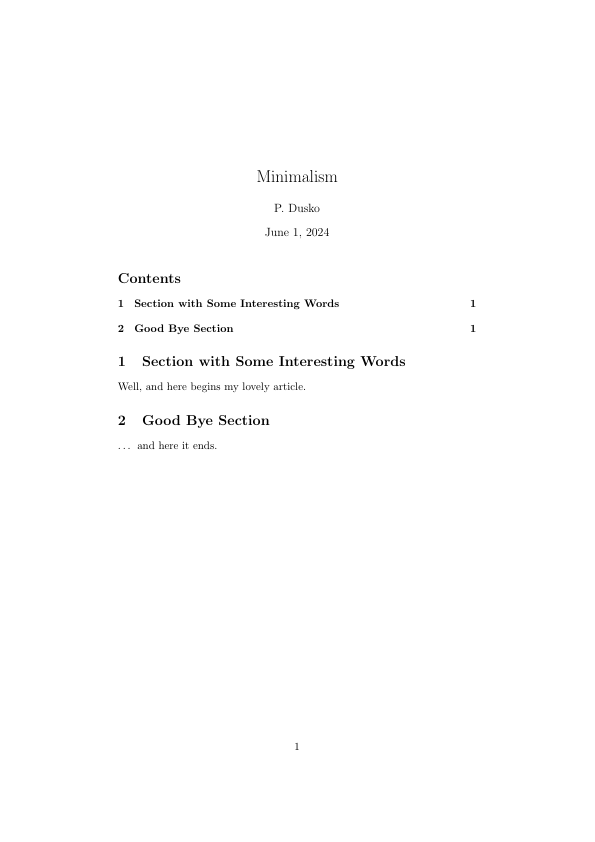 Minimalism
P. Dusko
June 1, 2024
Contents
1 Section with Some Interesting Words 1
2 Good Bye Section 1
1 Section with Some Interesting Words
Well, and here begins my lovely article.
2 Good Bye Section
... and here it ends.
1